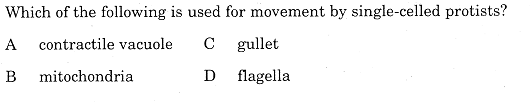 Which of the following is used for movement by single-celled protists?
A contractile vacuole C gullet
B mitochondria D flagella